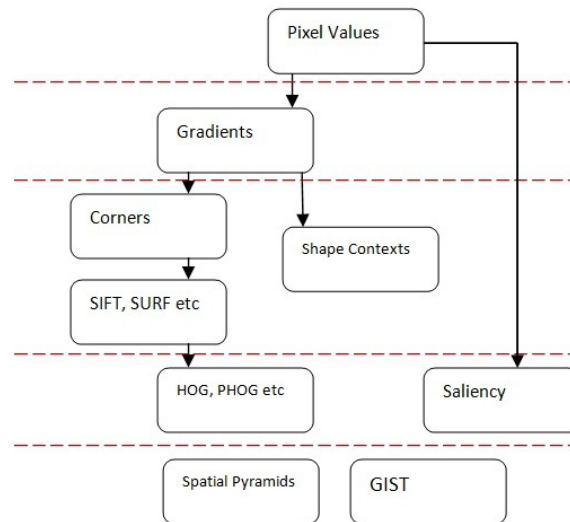 Pixel Values
Gradients
Corners
Shape Contexts
SIFT, SURF etc
HOG, PHOG etc
Saliency
Spatial Pyramids
GIST